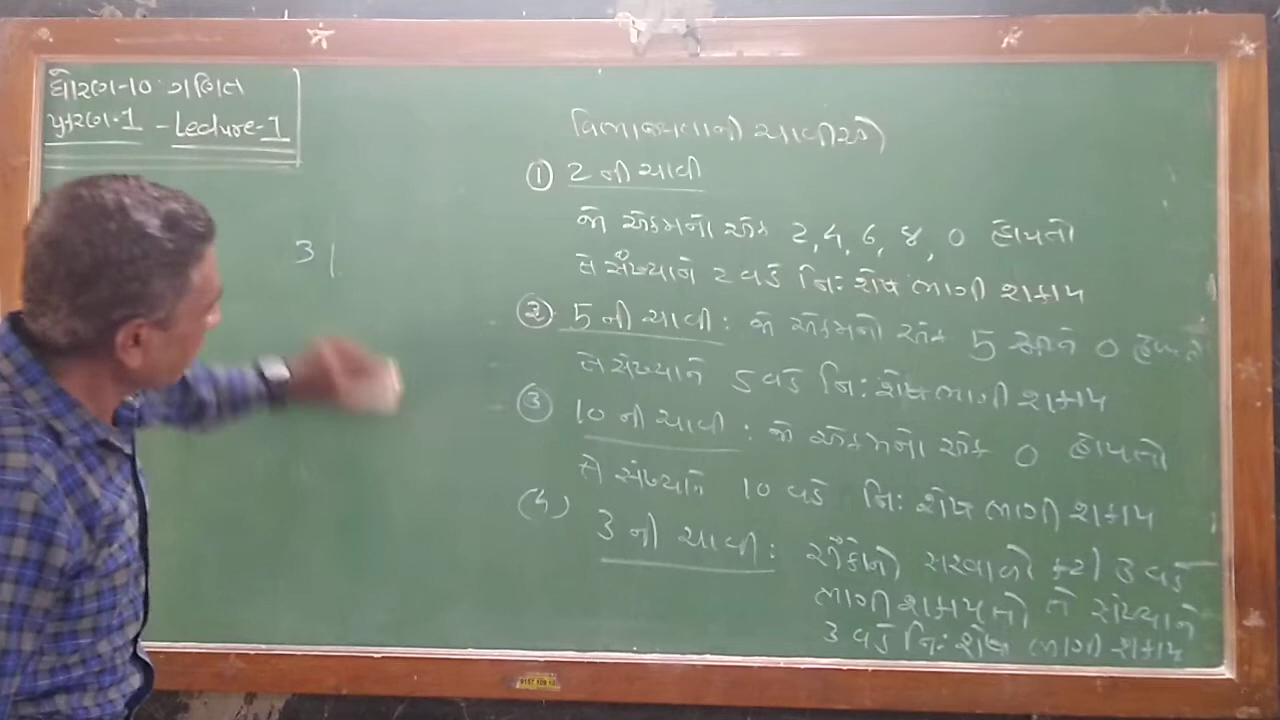 ધોરણ-10 ગણિત
પ્રકરણ-1 - Lecture-1
3
વિભાજ્યતાની ચાવીઓ
① 2 ની ચાવી
જો એકમનો અંક 2, 4, 6, 8, 0 હોય તો
તે સંખ્યાને 2 વડે નિઃશેષ ભાગી શકાય
② 5 ની ચાવી : જો એકમનો અંક 5 અને 0 હોય તો
તે સંખ્યાને 5 વડે નિઃશેષ ભાગી શકાય
③ 10 ની ચાવી : જો એકમનો અંક 0 હોય તો
તે સંખ્યાને 10 વડે નિઃશેષ ભાગી શકાય
(4) 3 ની ચાવી : અંકોનો સરવાળો કરી 3 વડે
ભાગી શકાય તો તે સંખ્યાને
3 વડે નિઃશેષ ભાગી શકાય